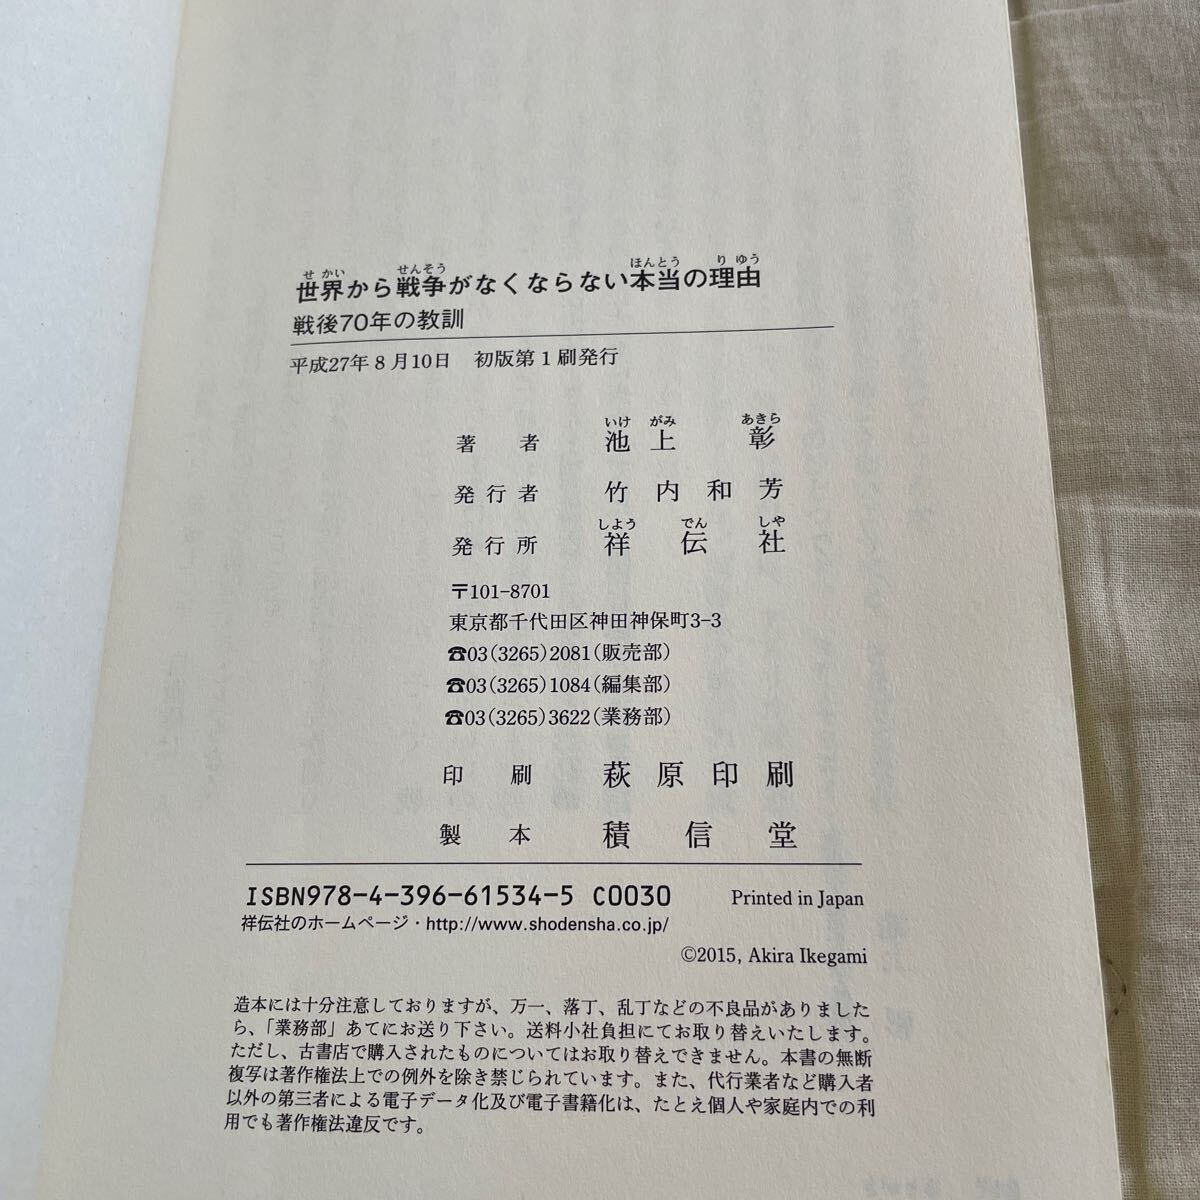 世界から戦争がなくならない本当の理由
戦後70年の教訓
平成27年8月10日 初版第1刷発行
著者 池上 彰
発行者 竹内和芳
発行所 祥伝社
〒101-8701
東京都千代田区神田神保町3-3
☎03(3265)2081(販売部)
☎03(3265)1084(編集部)
☎03(3265)3622(業務部)
印刷 萩原印刷
製本 積信堂
ISBN978-4-396-61534-5 C0030 Printed in Japan
祥伝社のホームページ・http://www.shodensha.co.jp/
©2015, Akira Ikegami
造本には十分注意しておりますが、万一、落丁、乱丁などの不良品がありました
ら、「業務部」あてにお送り下さい。送料小社負担にてお取り替えいたします。
ただし、古書店で購入されたものについてはお取り替えできません。本書の無断
複写は著作権法上での例外を除き禁じられています。また、代行業者など購入者
以外の第三者による電子データ化及び電子書籍化は、たとえ個人や家庭内での利
用でも著作権法違反です。